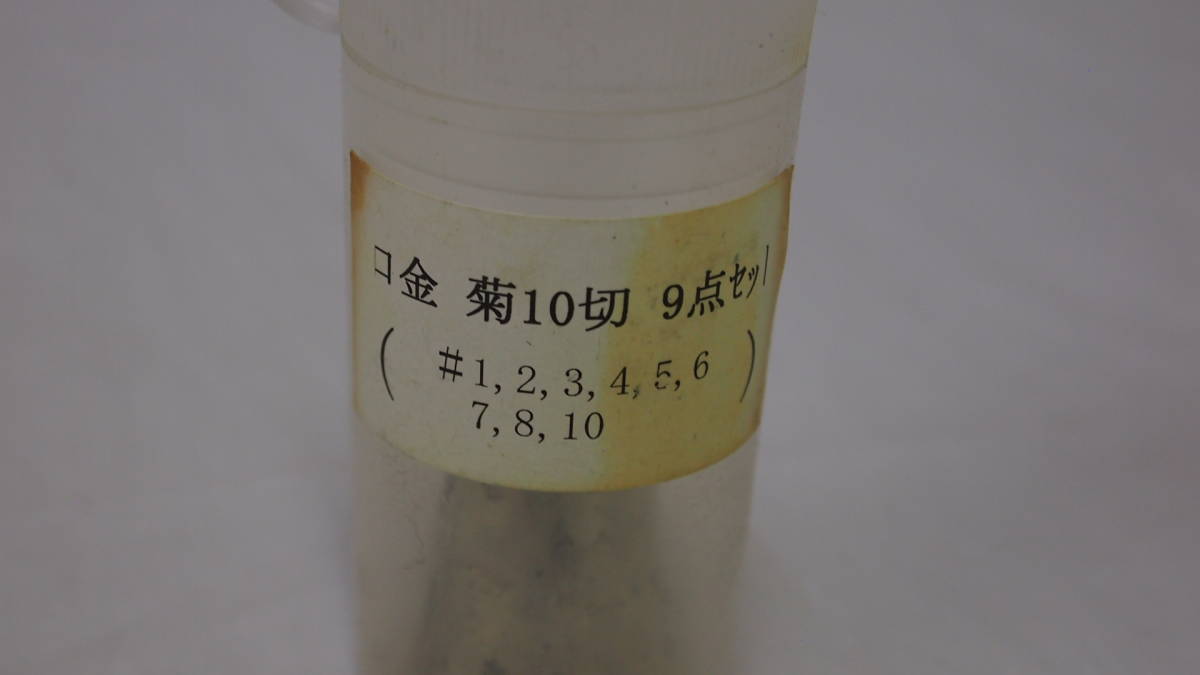 口金 菊10切 9点セット
( #1, 2, 3, 4, 5, 6 )
7, 8, 10